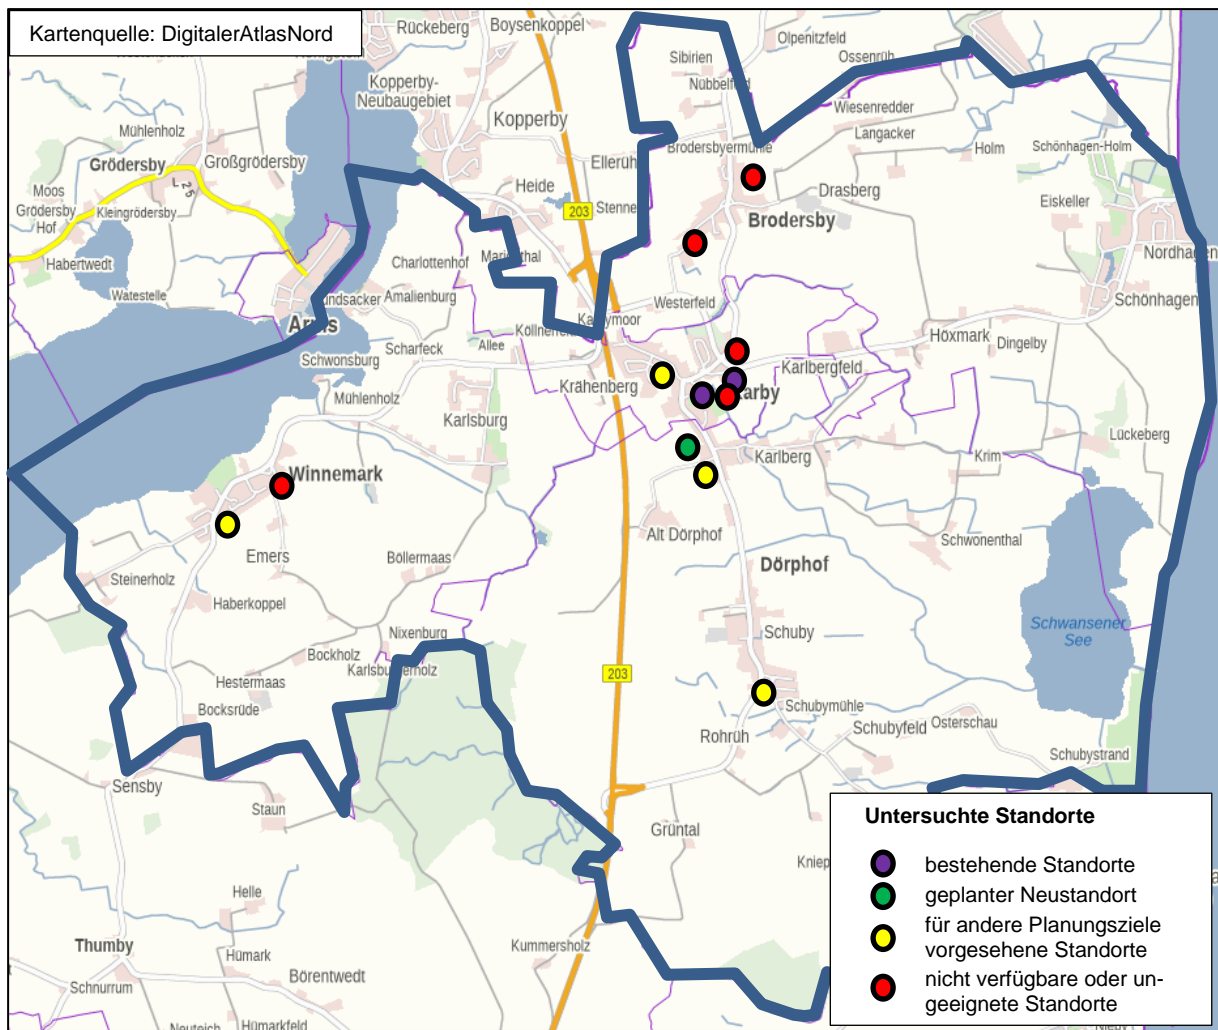 Kartenquelle: DigitalerAtlasNord
Rückeberg
Boysenkoppel
Olpenitzfeld
Sibirien
Ossenrüh
Nübbelfeld
Kopperby-
Neubaugebiet
Kopperby
Wiesenredder
Langacker
Mühlenholz
Grödersby
Großgrödersby
Ellerüh
Brodersbyermühle
Holm
Schönhagen-Holm
L 25
Moos
Grödersby
Hof
Kleingrödersby
Heide
Stenne
203
Drasberg
Eiskeller
Brodersby
Habertwedt
Charlottenhof
Nordhagen
Watestelle
Amalienburg
Westerfeld
Schönhagen
Arnis
Köllnerfeld
Allee
Höxmark
Dingelby
Schwonsburg
Scharfeck
Krähenberg
Karlbergfeld
Mühlenholz
Karlsburg
Karby
Lückeberg
Winnemark
Karlberg
Krim
Alt Dörphof
Schwonenthal
Emers
Böllermaas
Dörphof
Steinerholz
Haberkoppel
Nixenburg
Schuby
Schwansener
See
Bockholz
Karlsburgerholz
Hestermaas
203
Bocksrüde
Schubymühle
Osterschau
Schubyfeld
Rohrüh
Schubystrand
Sensby
Staun
Grüntal
Kniep
Helle
Thumby
Hümark
Kummersholz
Schnurrum
Börentwedt
Neuteich
Hümarkfeld
Untersuchte Standorte
bestehende Standorte
geplanter Neustandort
für andere Planungsziele
vorgesehene Standorte
nicht verfügbare oder un-
geeignete Standorte